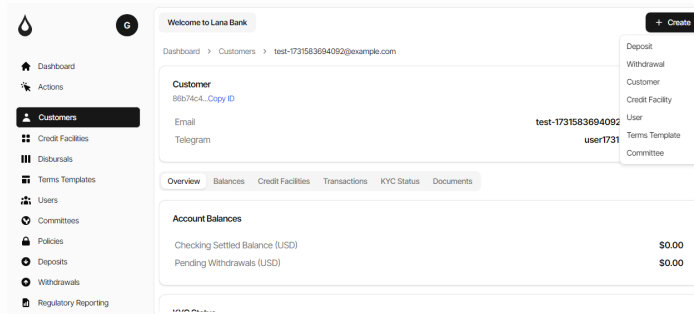 G
Welcome to Lana Bank
+ Create
Dashboard > Customers > test-1731583694092@example.com
Deposit
Withdrawal
Customer
Credit Facility
User
Terms Template
Committee
Dashboard
Actions
Customers
Credit Facilities
Disbursals
Terms Templates
Users
Committees
Policies
Deposits
Withdrawals
Regulatory Reporting
Customer
86b74c4...Copy ID
Email test-1731583694092
Telegram user1731
Overview Balances Credit Facilities Transactions KYC Status Documents
Account Balances
Checking Settled Balance (USD) $0.00
Pending Withdrawals (USD) $0.00
KYC Status